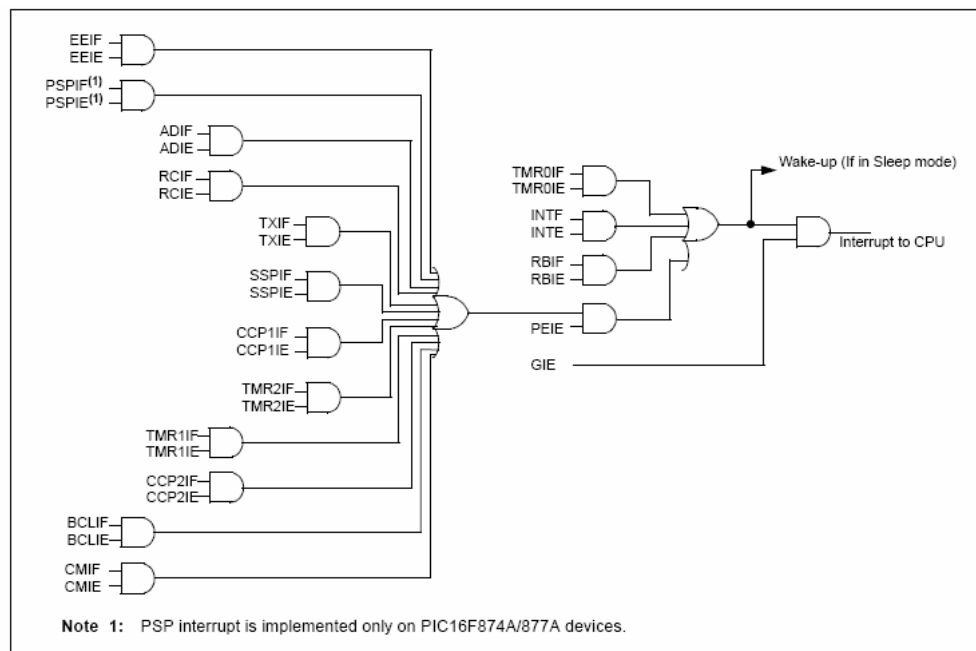 EEIF
EEIE
PSPIF(1)
PSPIE(1)
ADIF
ADIE
RCIF
RCIE
TXIF
TXIE
SSPIF
SSPIE
CCP1IF
CCP1IE
TMR2IF
TMR2IE
TMR1IF
TMR1IE
CCP2IF
CCP2IE
BCLIF
BCLIE
CMIF
CMIE
TMR0IF
TMR0IE
INTF
INTE
RBIF
RBIE
PEIE
GIE
Wake-up (If in Sleep mode)
Interrupt to CPU
Note 1: PSP interrupt is implemented only on PIC16F874A/877A devices.